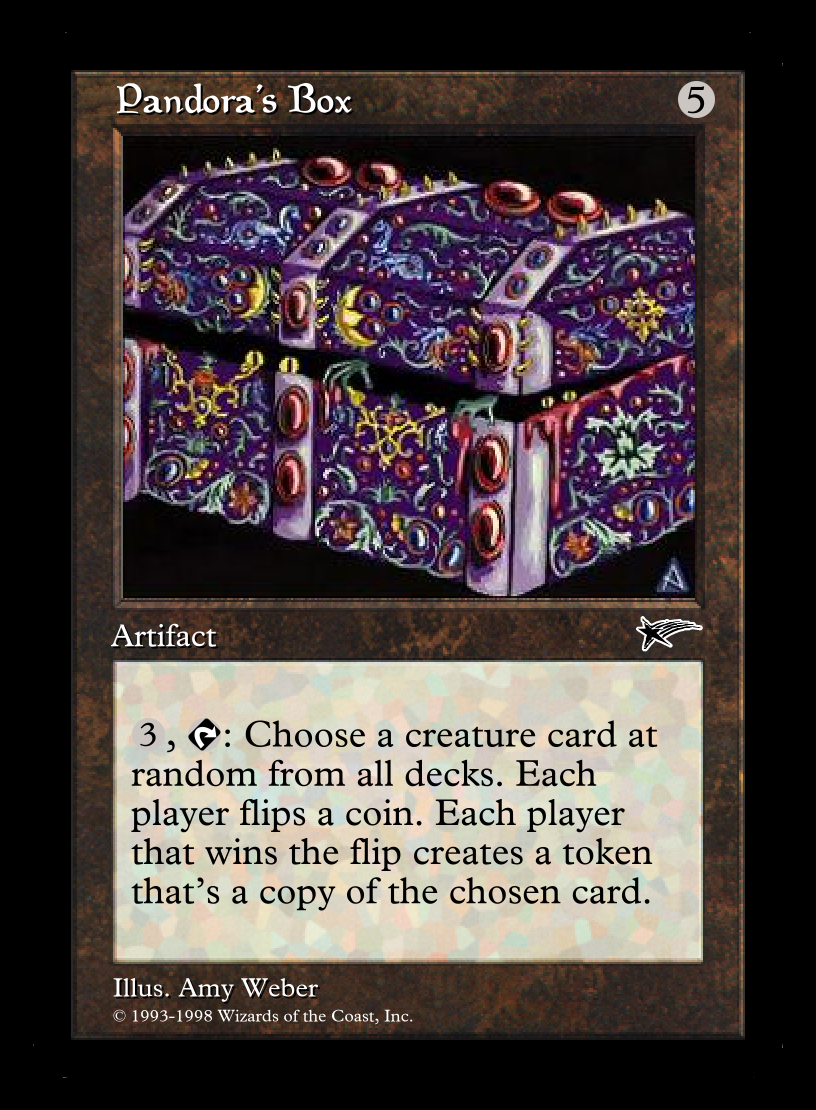 Pandora's Box 5
A
Artifact
3, : Choose a creature card at
random from all decks. Each
player flips a coin. Each player
that wins the flip creates a token
that's a copy of the chosen card.
Illus. Amy Weber
© 1993-1998 Wizards of the Coast, Inc.